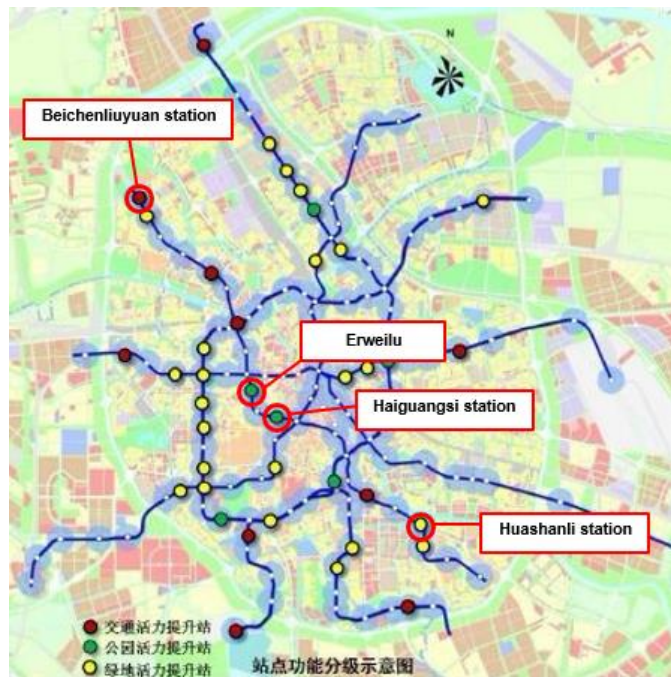 N
Beichenliuyuan station
Erweilu
Haiguangsi station
Huashanli station
交通活力提升站
公园活力提升站
绿地活力提升站
站点功能分级示意图